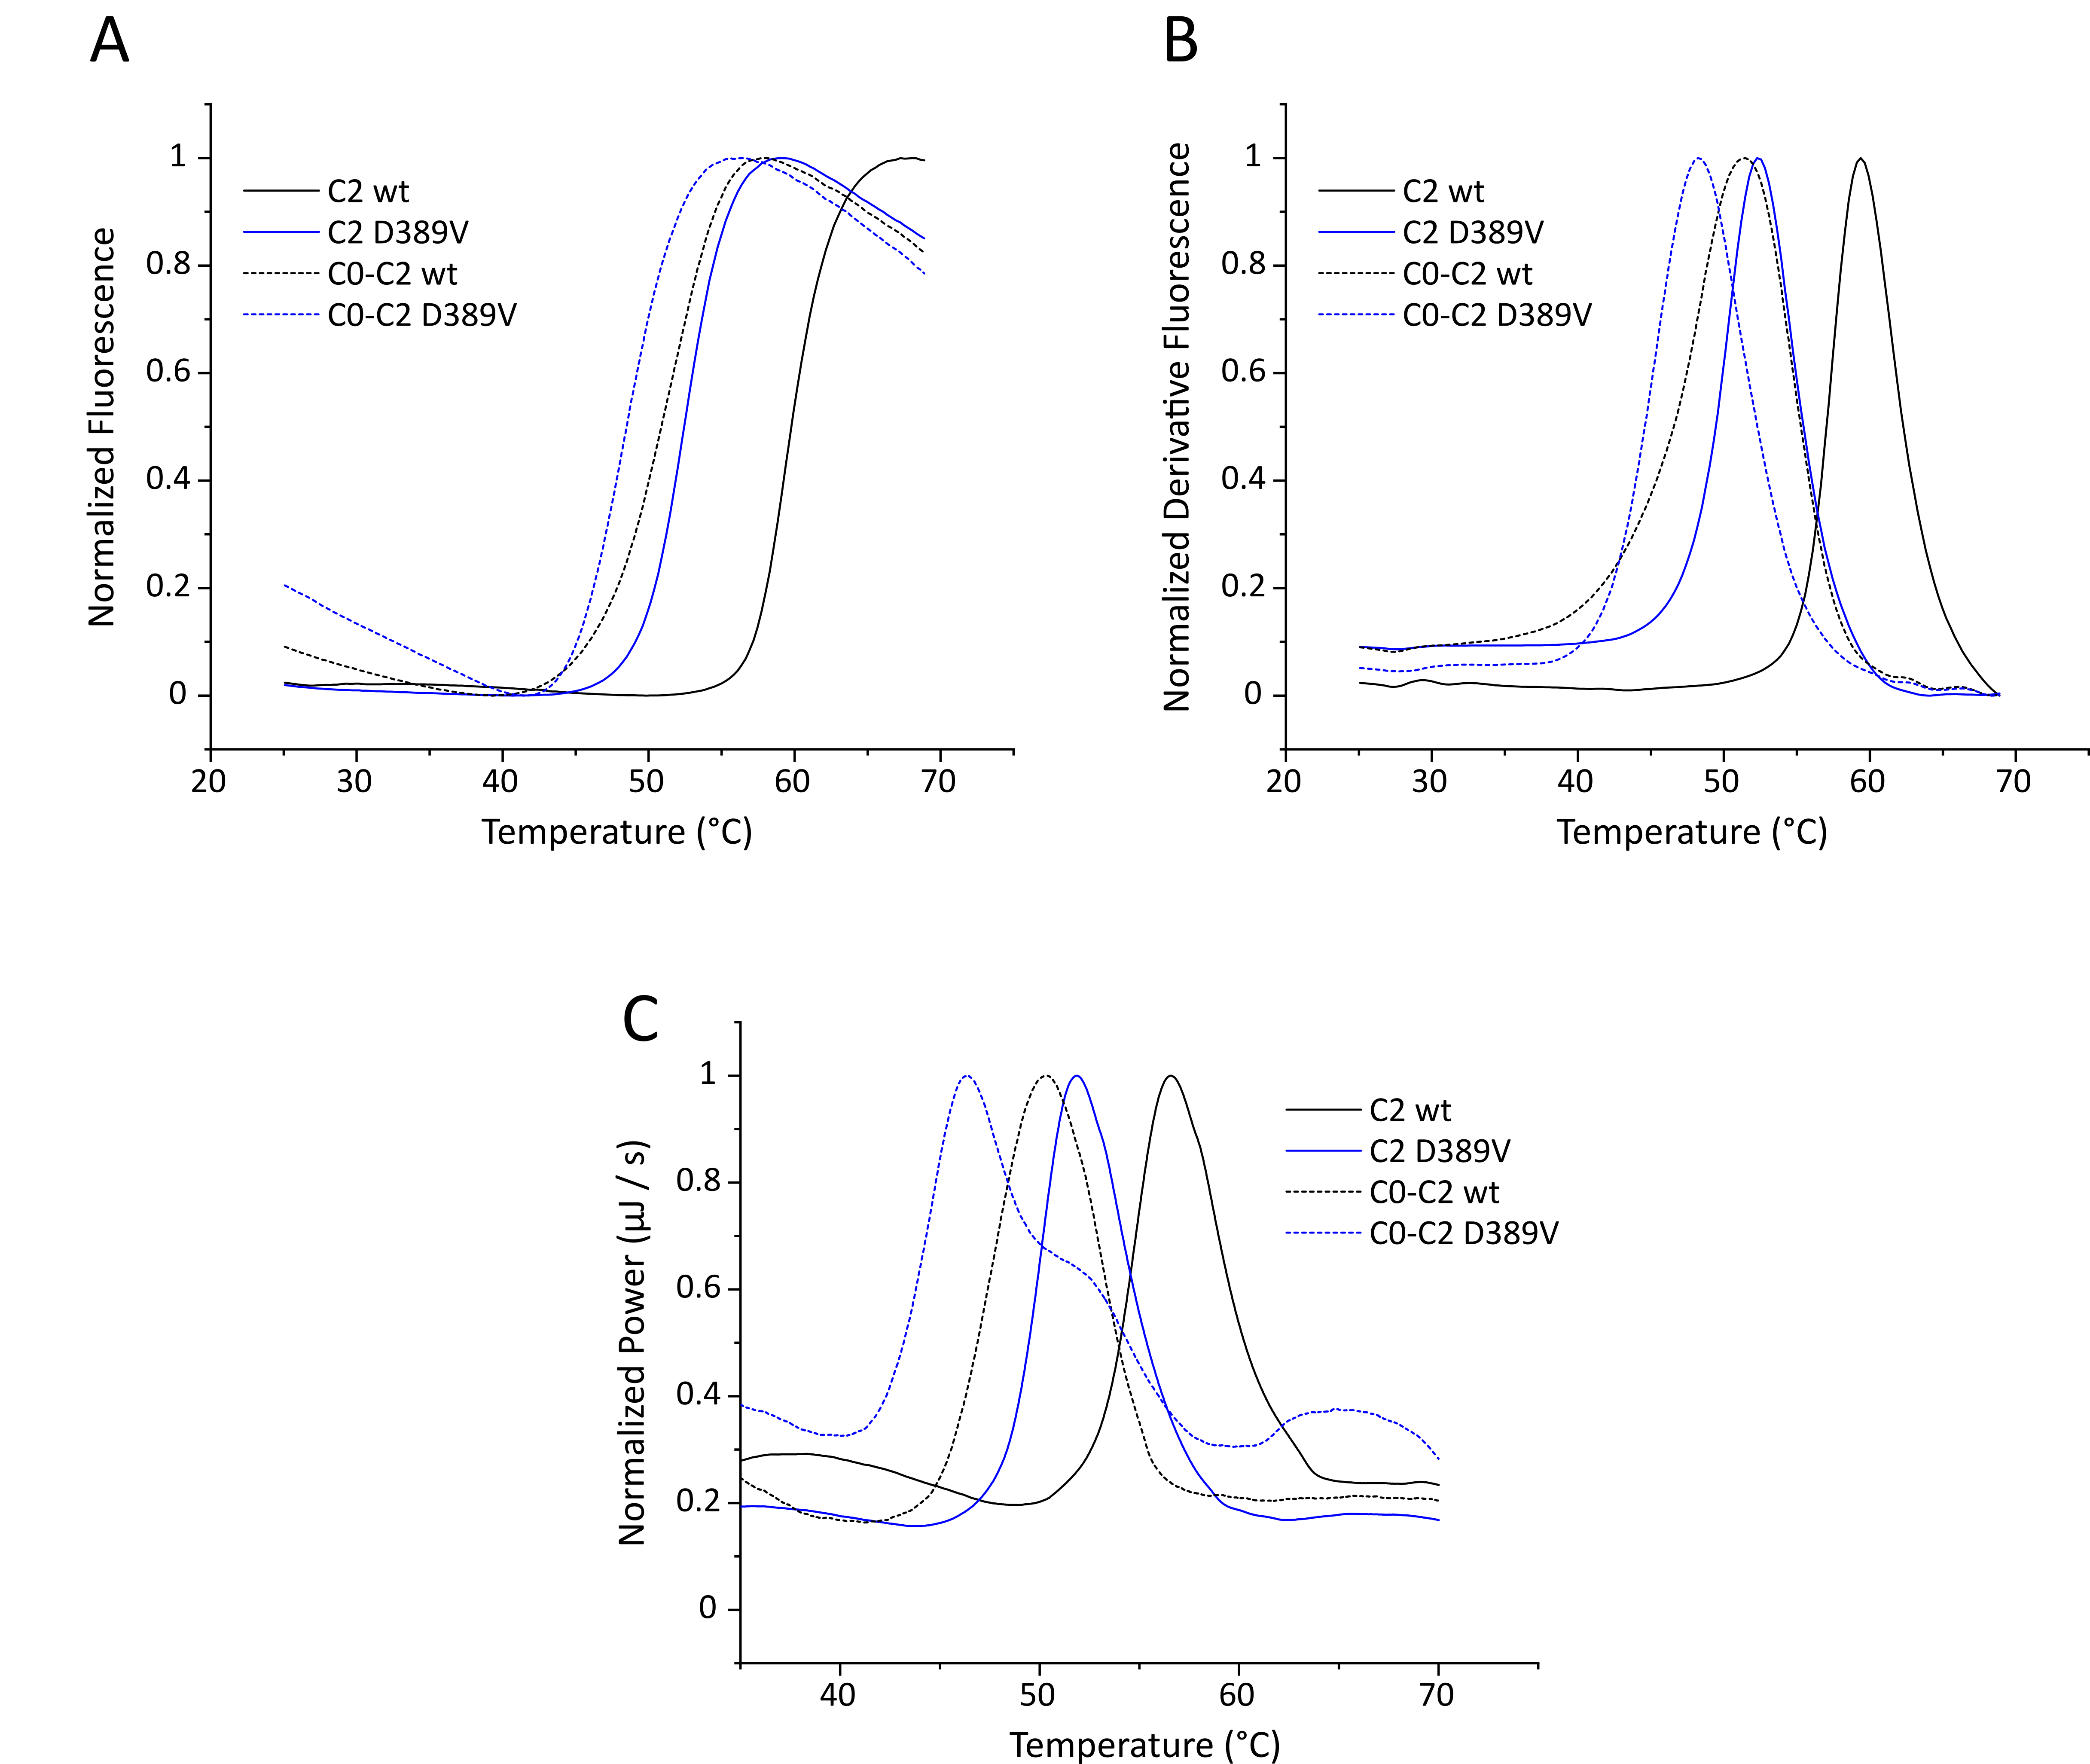 A
Normalized Fluorescence
1
0.8
0.6
0.4
0.2
0
C2 wt
C2 D389V
C0-C2 wt
C0-C2 D389V
20 30 40 50 60 70
Temperature (°C)
B
Normalized Derivative Fluorescence
1
0.8
0.6
0.4
0.2
0
C2 wt
C2 D389V
C0-C2 wt
C0-C2 D389V
20 30 40 50 60 70
Temperature (°C)
C
Normalized Power (µJ / s)
1
0.8
0.6
0.4
0.2
0
C2 wt
C2 D389V
C0-C2 wt
C0-C2 D389V
40 50 60 70
Temperature (°C)